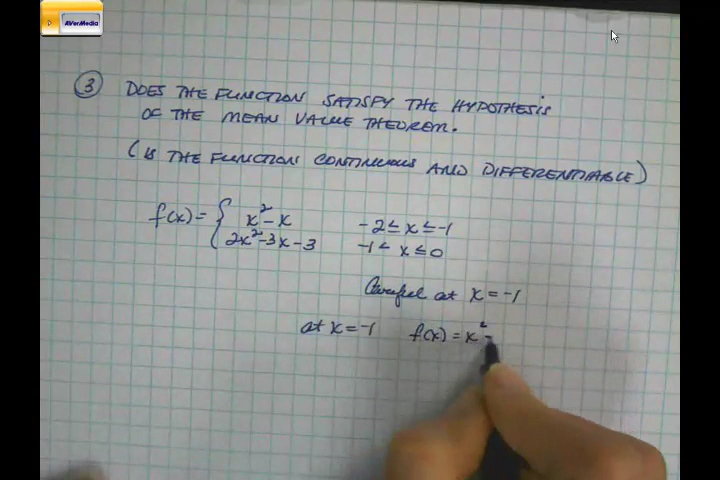 AVerMedia
3 DOES THE FUNCTION SATISFY THE HYPOTHESIS
OF THE MEAN VALUE THEOREM.
(IS THE FUNCTION CONTINUOUS AND DIFFERENTIABLE)
f(x) = { x² - x -2 ≤ x ≤ -1
2x² - 3x - 3 -1 < x ≤ 0
Careful at x = -1
at x = -1 f(x) = x² -